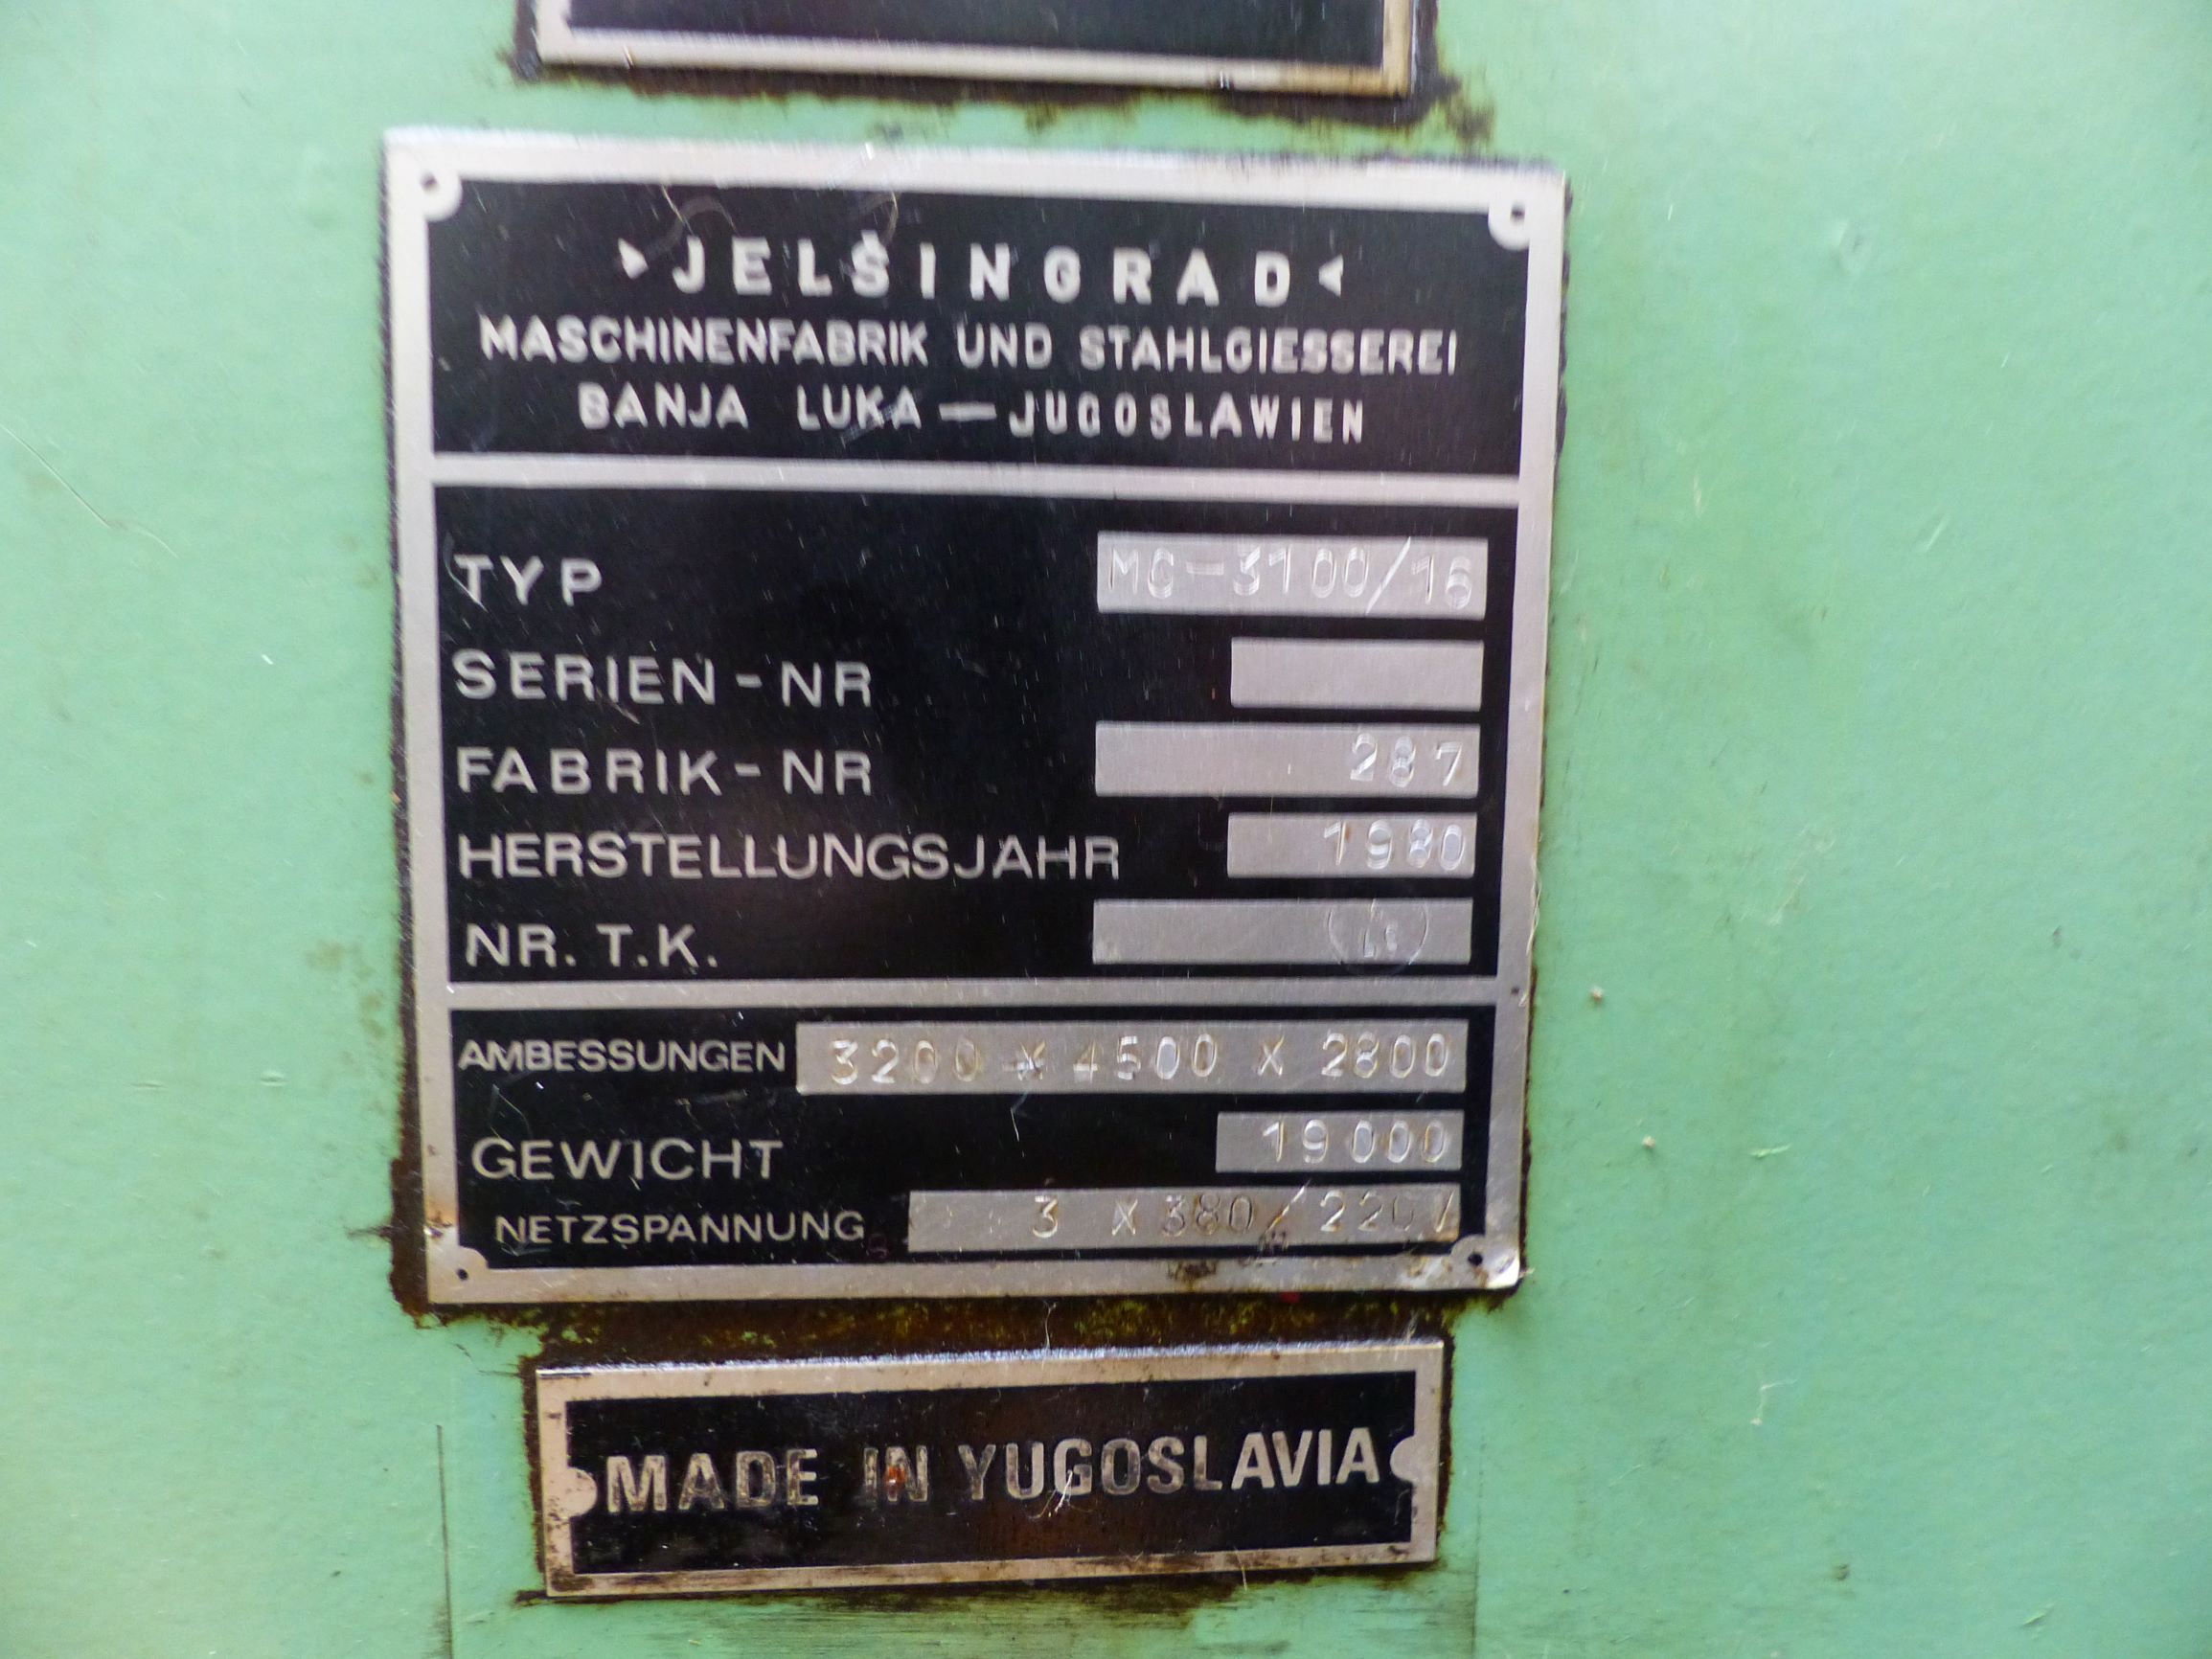 JELSINGRAD
MASCHINENFABRIK UND STAHLGIESSEREI
BANJA LUKA — JUGOSLAWIEN
TYP MG-3100/16
SERIEN-NR
FABRIK-NR 287
HERSTELLUNGSJAHR 1980
NR. T.K.
AMBESSUNGEN 3200 X 4500 X 2800
GEWICHT 19000
NETZSPANNUNG 3 X 380/220V
MADE IN YUGOSLAVIA